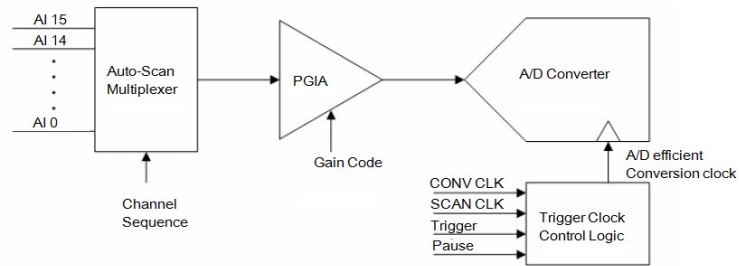 AI 15
AI 14
AI 0
Auto-Scan
Multiplexer
Channel
Sequence
PGIA
Gain Code
A/D Converter
A/D efficient
Conversion clock
CONV CLK
SCAN CLK
Trigger
Pause
Trigger Clock
Control Logic